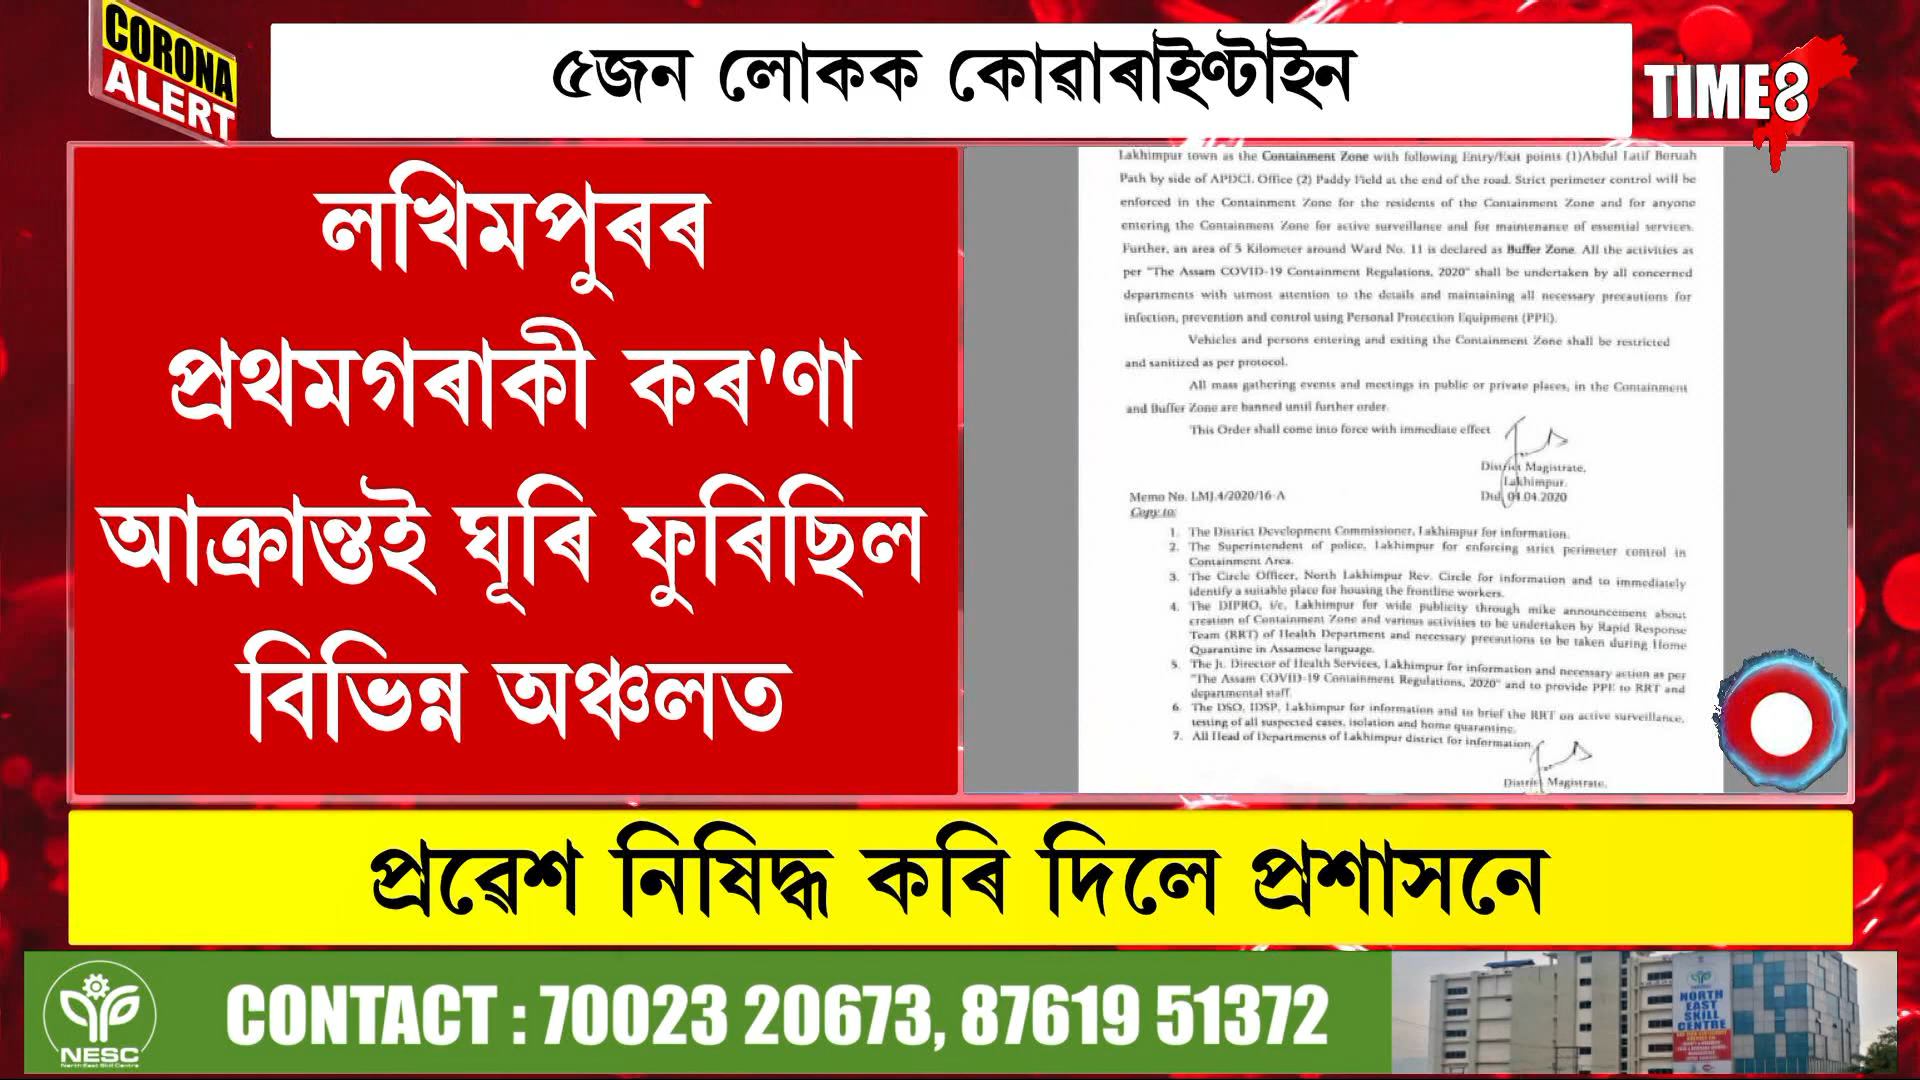 CORONA
ALERT
৫জন লোকক কোৱাৰাইণ্টাইন
TIME8
লখিমপুৰৰ
প্ৰথমগৰাকী কৰ'ণা
আক্ৰান্তই ঘূৰি ফুৰিছিল
বিভিন্ন অঞ্চলত
Lakhimpur town as the Containment Zone with following Entry/Exit points (1)Abdul Latif Boruah
Path by side of APDCL Office (2) Paddy Field at the end of the road. Strict perimeter control will be
enforced in the Containment Zone for the residents of the Containment Zone and for anyone
entering the Containment Zone for active surveillance and for maintenance of essential services.
Further, an area of 5 Kilometer around Ward No. 11 is declared as Buffer Zone. All the activities as
per "The Assam COVID-19 Containment Regulations, 2020" shall be undertaken by all concerned
departments with utmost attention to the details and maintaining all necessary precautions for
infection, prevention and control using Personal Protection Equipment (PPE).
Vehicles and persons entering and exiting the Containment Zone shall be restricted
and sanitized as per protocol.
All mass gathering events and meetings in public or private places, in the Containment
and Buffer Zone are banned until further order.
This Order shall come into force with immediate effect
District Magistrate,
Lakhimpur.
Memo No. LMJ.4/2020/16-A Dtd, 04.04.2020
Copy to:
1. The District Development Commissioner, Lakhimpur for information.
2. The Superintendent of police, Lakhimpur for enforcing strict perimeter control in
Containment Area.
3. The Circle Officer, North Lakhimpur Rev. Circle for information and to immediately
identify a suitable place for housing the frontline workers.
4. The DIPRO, i/c, Lakhimpur for wide publicity through mike announcement about
creation of Containment Zone and various activities to be undertaken by Rapid Response
Team (RRT) of Health Department and necessary precautions to be taken during Home
Quarantine in Assamese language.
5. The Jt. Director of Health Services, Lakhimpur for information and necessary action as per
"The Assam COVID-19 Containment Regulations, 2020" and to provide PPE to RRT and
departmental staff.
6. The DSO, IDSP, Lakhimpur for information and to brief the RRT on active surveillance,
testing of all suspected cases, isolation and home quarantine.
7. All Head of Departments of Lakhimpur district for information.
District Magistrate,
প্ৰৱেশ নিষিদ্ধ কৰি দিলে প্ৰশাসনে
NESC
North East Skill Centre
CONTACT : 70023 20673, 87619 51372
NORTH
EAST
SKILL
CENTRE